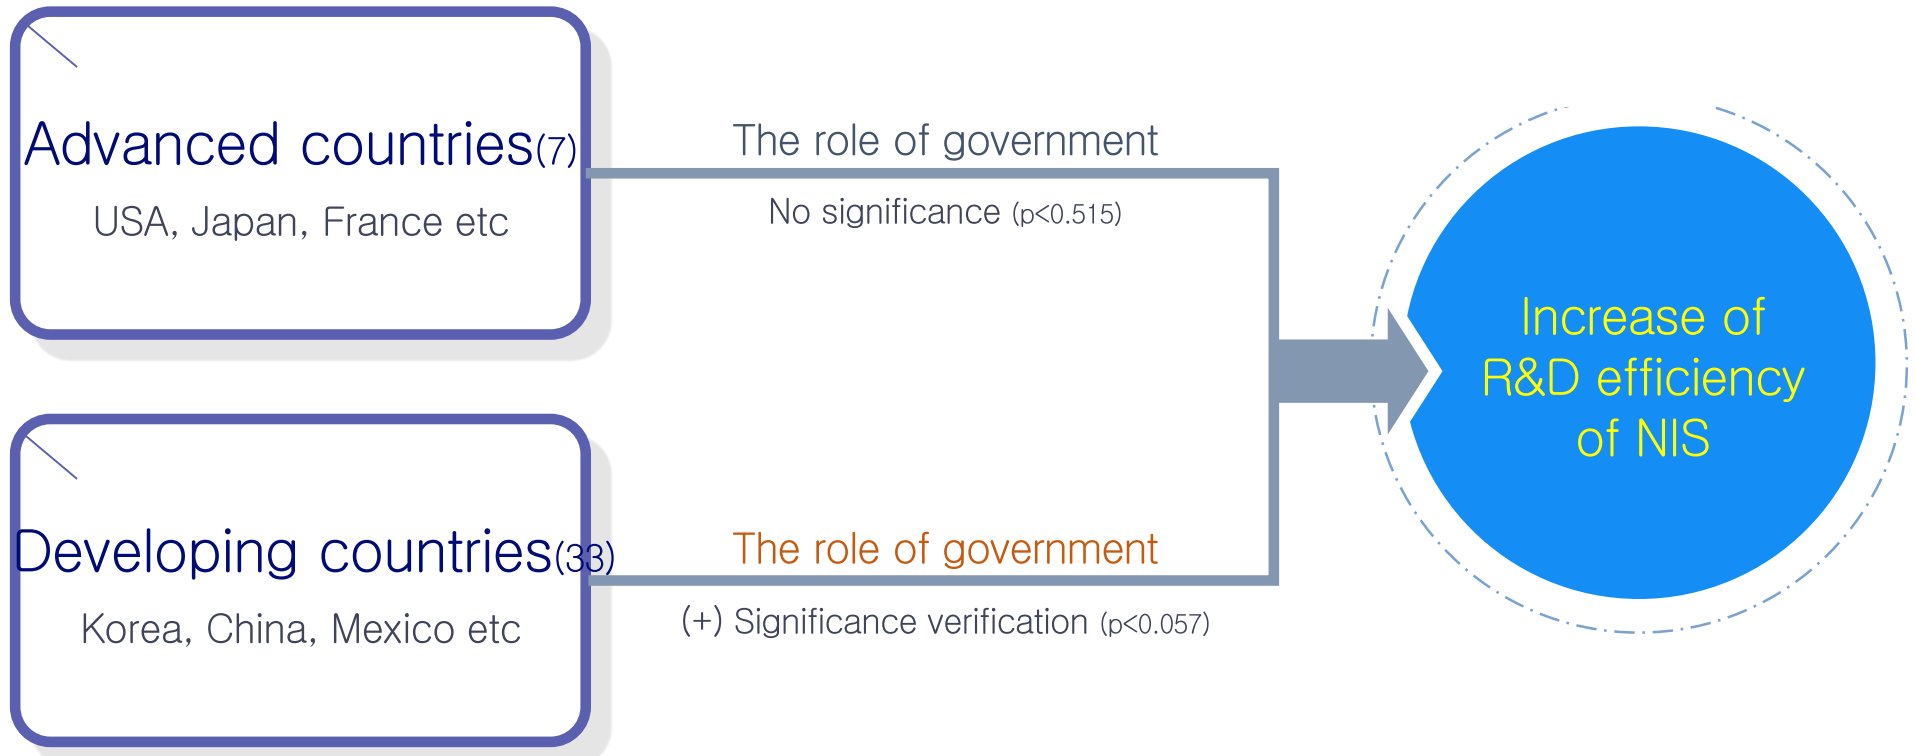 Advanced countries(7)
USA, Japan, France etc
The role of government
No significance (p<0.515)
Increase of
R&D efficiency
of NIS
Developing countries(33)
Korea, China, Mexico etc
The role of government
(+) Significance verification (p<0.057)